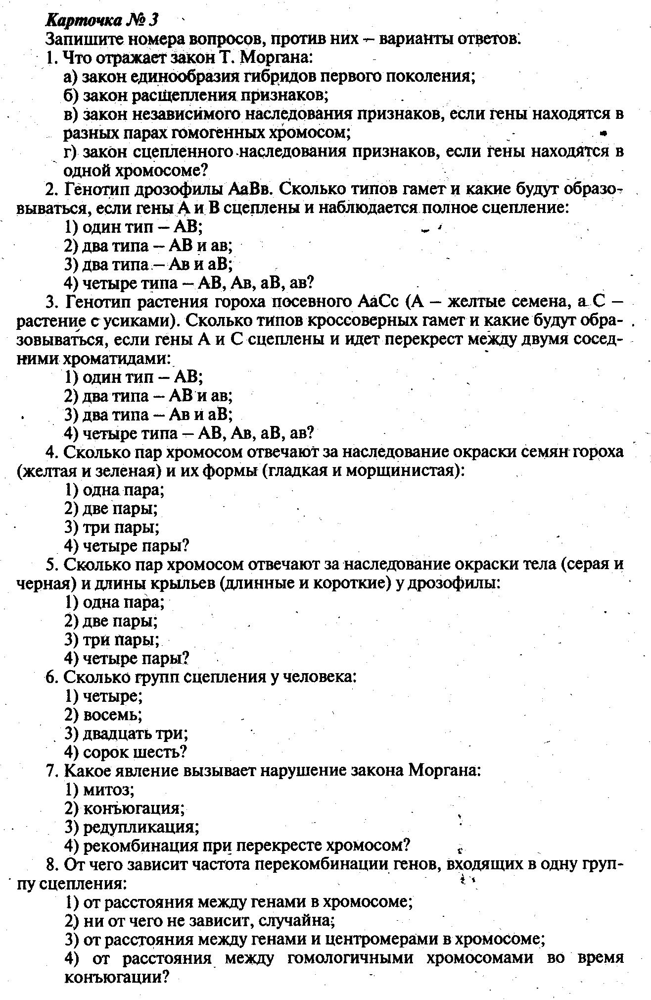 Карточка № 3
Запишите номера вопросов, против них – варианты ответов.
1. Что отражает закон Т. Моргана:
а) закон единообразия гибридов первого поколения;
б) закон расщепления признаков;
в) закон независимого наследования признаков, если гены находятся в
разных парах гомогенных хромосом;
г) закон сцепленного наследования признаков, если гены находятся в
одной хромосоме?
2. Генотип дрозофилы АаВв. Сколько типов гамет и какие будут образо-
вываться, если гены А и В сцеплены и наблюдается полное сцепление:
1) один тип – АВ;
2) два типа – АВ и ав;
3) два типа – Ав и аВ;
4) четыре типа – АВ, Ав, аВ, ав?
3. Генотип растения гороха посевного АаСс (А – желтые семена, а С –
растение с усиками). Сколько типов кроссоверных гамет и какие будут обра-
зовываться, если гены А и С сцеплены и идет перекрест между двумя сосед-
ними хроматидами:
1) один тип – АВ;
2) два типа – АВ и ав;
3) два типа – Ав и аВ;
4) четыре типа – АВ, Ав, аВ, ав?
4. Сколько пар хромосом отвечают за наследование окраски семян гороха
(желтая и зеленая) и их формы (гладкая и морщинистая):
1) одна пара;
2) две пары;
3) три пары;
4) четыре пары?
5. Сколько пар хромосом отвечают за наследование окраски тела (серая и
черная) и длины крыльев (длинные и короткие) у дрозофилы:
1) одна пара;
2) две пары;
3) три пары;
4) четыре пары?
6. Сколько групп сцепления у человека:
1) четыре;
2) восемь;
3) двадцать три;
4) сорок шесть?
7. Какое явление вызывает нарушение закона Моргана:
1) митоз;
2) конъюгация;
3) редупликация;
4) рекомбинация при перекресте хромосом?
8. От чего зависит частота перекомбинации генов, входящих в одну груп-
пу сцепления:
1) от расстояния между генами в хромосоме;
2) ни от чего не зависит, случайна;
3) от расстояния между генами и центромерами в хромосоме;
4) от расстояния между гомологичными хромосомами во время
конъюгации?